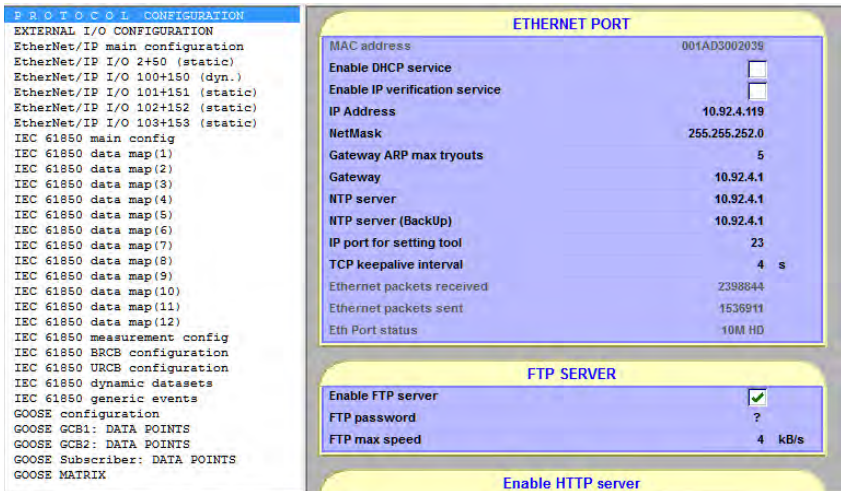 P R O T O C O L  CONFIGURATION
EXTERNAL I/O CONFIGURATION
EtherNet/IP main configuration
EtherNet/IP I/O 2+50 (static)
EtherNet/IP I/O 100+150 (dyn.)
EtherNet/IP I/O 101+151 (static)
EtherNet/IP I/O 102+152 (static)
EtherNet/IP I/O 103+153 (static)
IEC 61850 main config
IEC 61850 data map(1)
IEC 61850 data map(2)
IEC 61850 data map(3)
IEC 61850 data map(4)
IEC 61850 data map(5)
IEC 61850 data map(6)
IEC 61850 data map(7)
IEC 61850 data map(8)
IEC 61850 data map(9)
IEC 61850 data map(10)
IEC 61850 data map(11)
IEC 61850 data map(12)
IEC 61850 measurement config
IEC 61850 BRCB configuration
IEC 61850 URCB configuration
IEC 61850 dynamic datasets
IEC 61850 generic events
GOOSE configuration
GOOSE GCB1: DATA POINTS
GOOSE GCB2: DATA POINTS
GOOSE Subscriber: DATA POINTS
GOOSE MATRIX
ETHERNET PORT
MAC address 001AD3002039
Enable DHCP service
Enable IP verification service
IP Address 10.92.4.119
NetMask 255.255.252.0
Gateway ARP max tryouts 5
Gateway 10.92.4.1
NTP server 10.92.4.1
NTP server (BackUp) 10.92.4.1
IP port for setting tool 23
TCP keepalive interval 4 s
Ethernet packets received 2398844
Ethernet packets sent 1536911
Eth Port status 10M HD
FTP SERVER
Enable FTP server
FTP password ?
FTP max speed 4 kB/s
Enable HTTP server